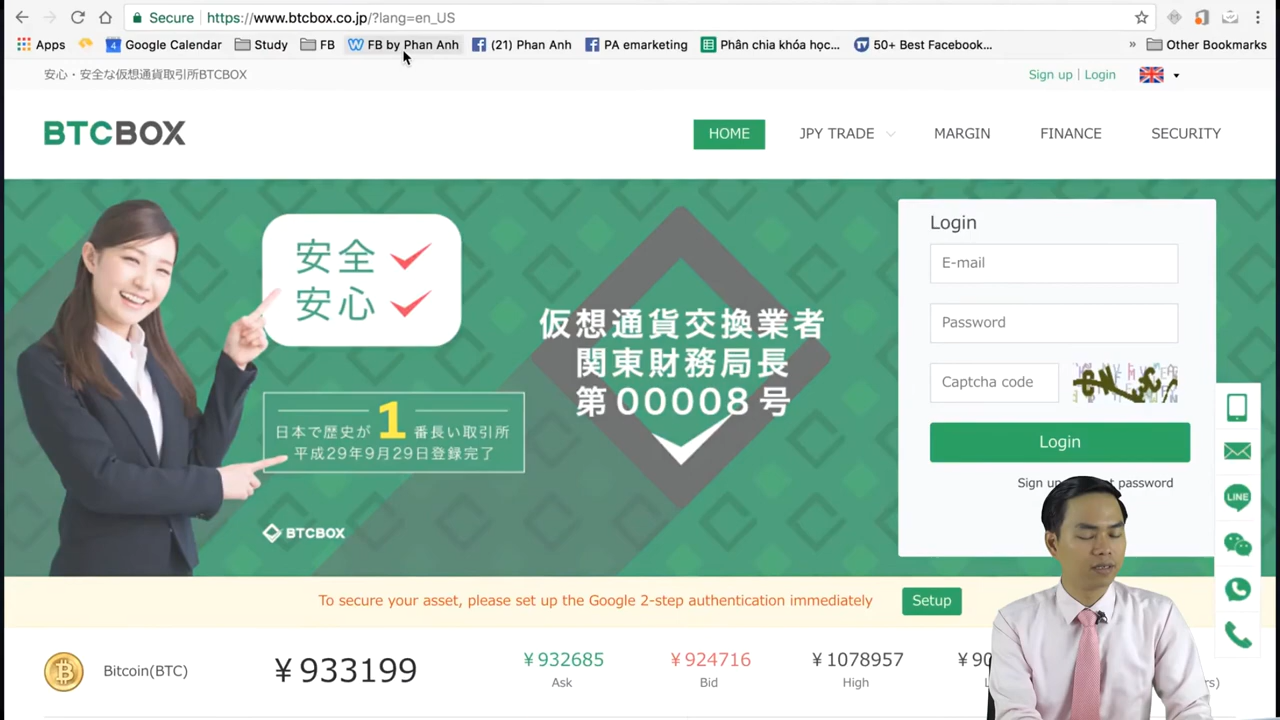 Secure https://www.btcbox.co.jp/?lang=en_US
Apps Google Calendar Study FB FB by Phan Anh (21) Phan Anh PA emarketing Phân chia khóa học... 50+ Best Facebook... » Other Bookmarks
安心・安全な仮想通貨取引所BTCBOX
Sign up | Login
BTCBOX
HOME JPY TRADE MARGIN FINANCE SECURITY
安全
安心
日本で歴史が1番長い取引所
平成29年9月29日登録完了
BTCBOX
仮想通貨交換業者
関東財務局長
第00008号
Login
E-mail
Password
Captcha code
Login
Sign up password
LINE
To secure your asset, please set up the Google 2-step authentication immediately Setup
Bitcoin(BTC) ¥933199
¥932685 ¥924716 ¥1078957
Ask Bid High